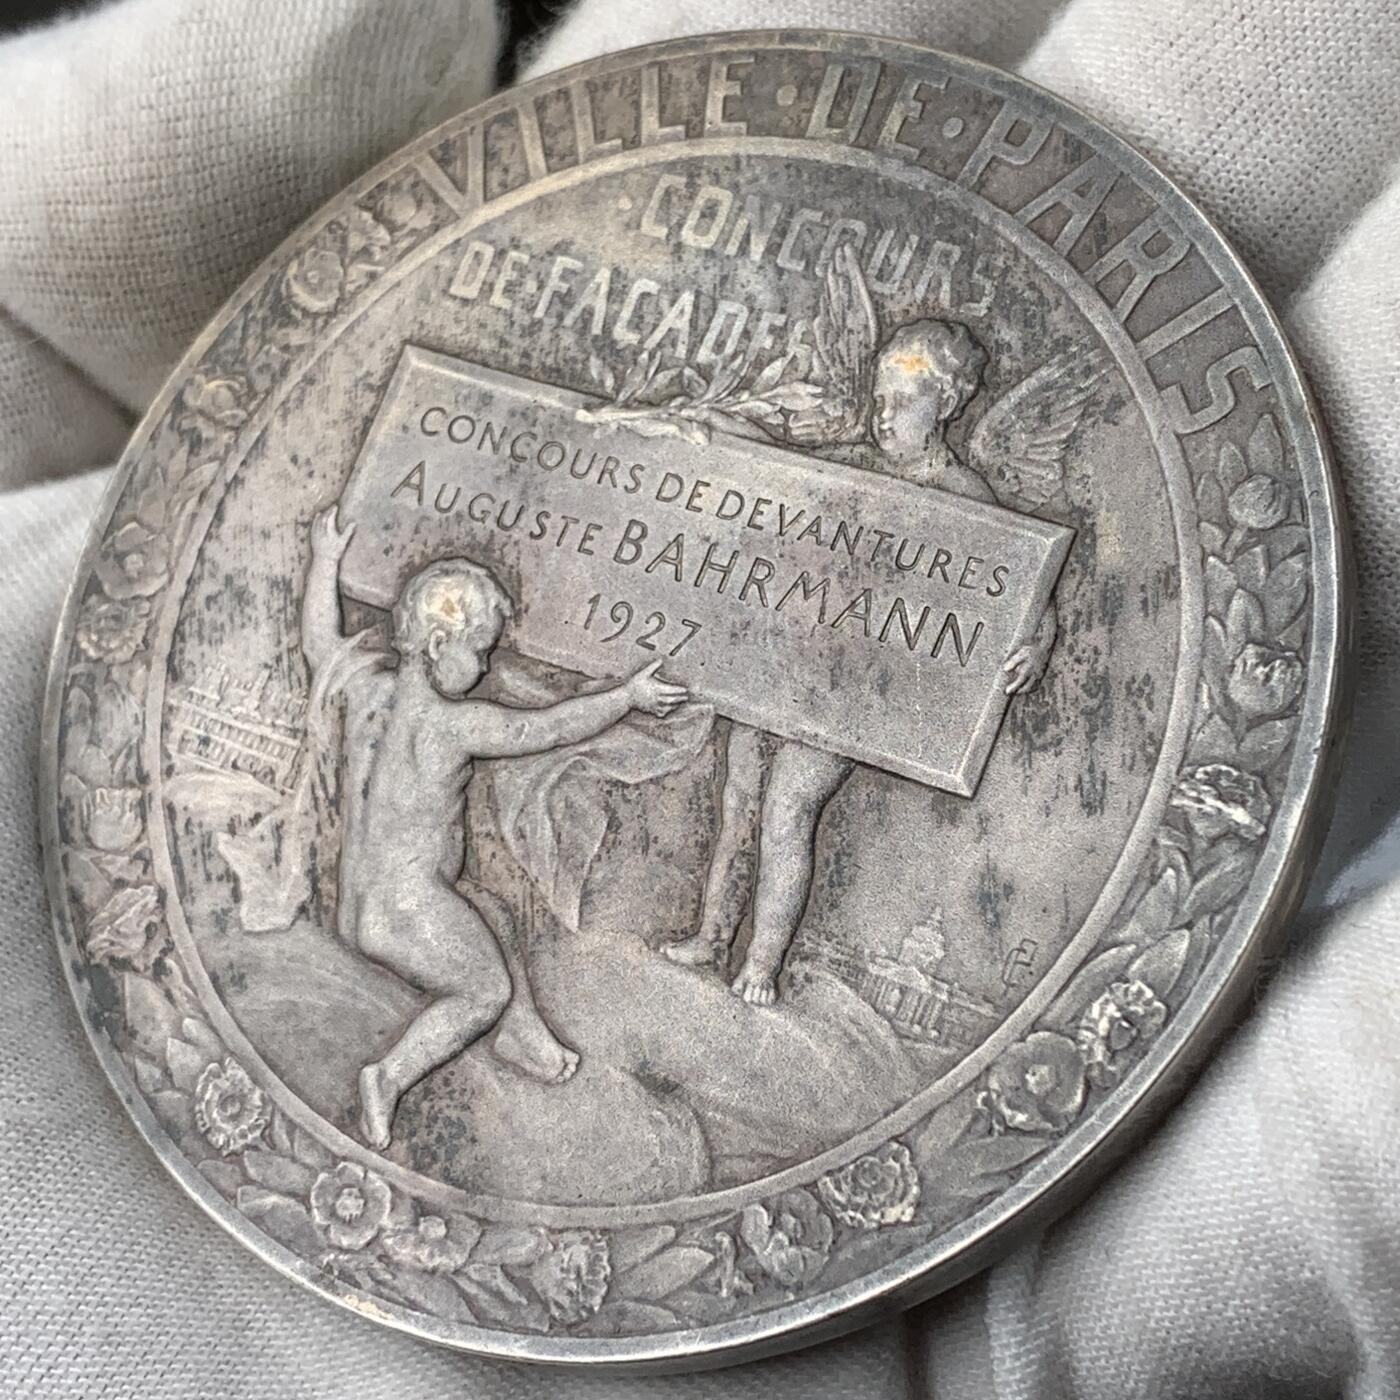 VILLE·DE·PARIS
·CONCOURS
DE·FACADES
CONCOURS DE DEVANTURES
AUGUSTE BAHRMANN
1927